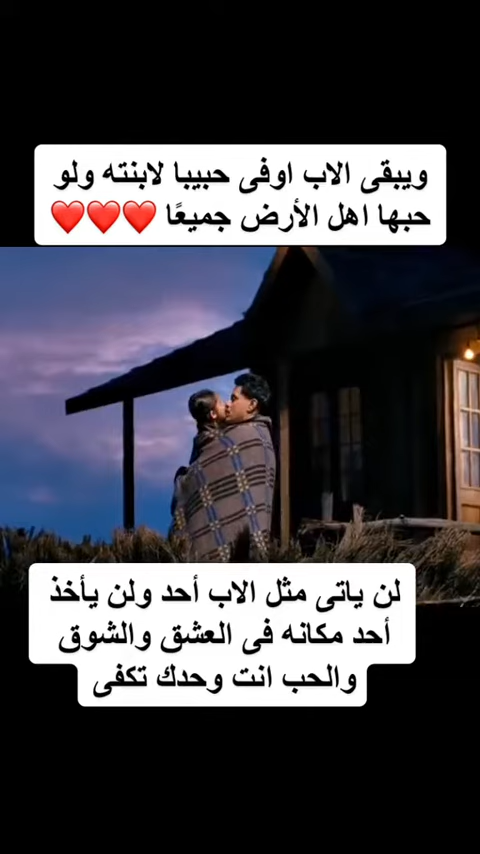 ويبقى الاب اوفى حبيبا لابنته ولو
حبها اهل الأرض جميعًا ❤️❤️❤️
لن ياتى مثل الاب أحد ولن يأخذ
أحد مكانه فى العشق والشوق
والحب انت وحدك تكفى